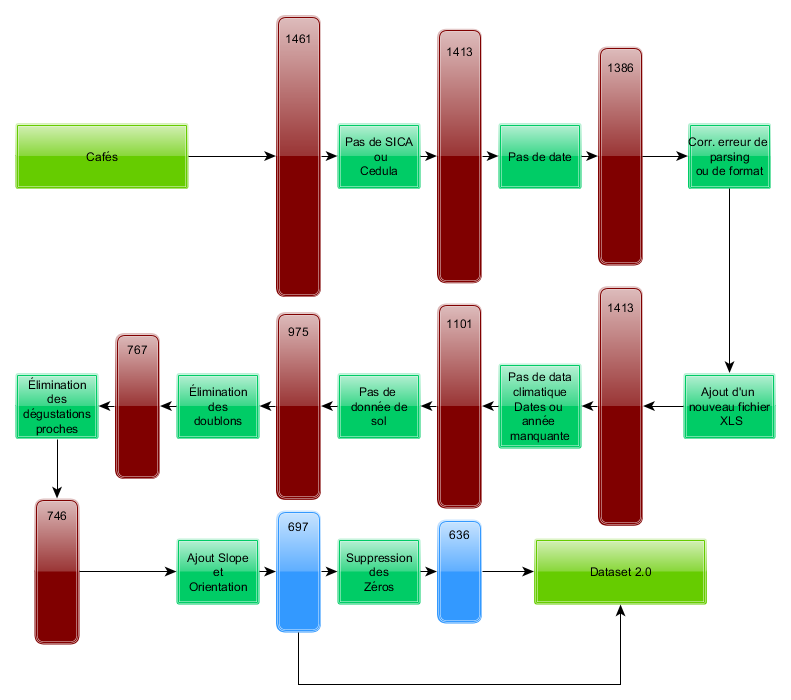 Cafés
1461
Pas de SICA
ou
Cedula
1413
Pas de date
1386
Corr. erreur de
parsing
ou de format
Ajout d'un
nouveau fichier
XLS
1413
Pas de data
climatique
Dates ou
année
manquante
1101
Pas de
donnée de
sol
975
Élimination
des
doublons
767
Élimination
des
dégustations
proches
746
Ajout Slope
et
Orientation
697
Suppression
des
Zéros
636
Dataset 2.0